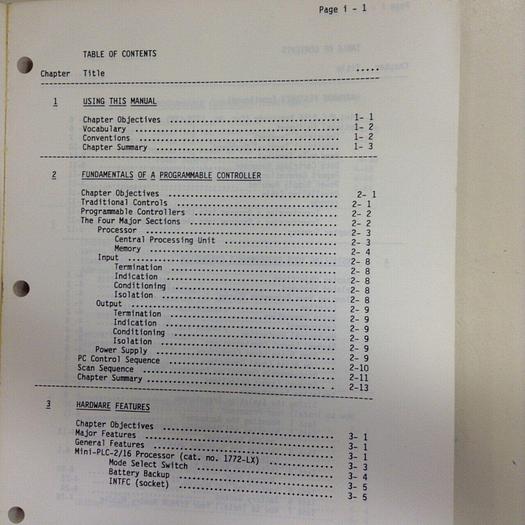 Page i - 1
TABLE OF CONTENTS
Chapter Title .....
1 USING THIS MANUAL
Chapter Objectives 1- 1
Vocabulary 1- 2
Conventions 1- 2
Chapter Summary 1- 3
2 FUNDAMENTALS OF A PROGRAMMABLE CONTROLLER
Chapter Objectives 2- 1
Traditional Controls 2- 1
Programmable Controllers 2- 2
The Four Major Sections 2- 2
Processor 2- 3
Central Processing Unit 2- 3
Memory 2- 4
Input 2- 8
Termination 2- 8
Indication 2- 8
Conditioning 2- 8
Isolation 2- 8
Output 2- 9
Termination 2- 9
Indication 2- 9
Conditioning 2- 9
Isolation 2- 9
Power Supply 2- 9
PC Control Sequence 2- 9
Scan Sequence 2-10
Chapter Summary 2-11
2-13
3 HARDWARE FEATURES
Chapter Objectives 3- 1
Major Features 3- 1
General Features 3- 1
Mini-PLC-2/16 Processor (cat. no. 1772-LX) 3- 3
Mode Select Switch 3- 4
Battery Backup 3- 5
INTFC (socket) 3- 5